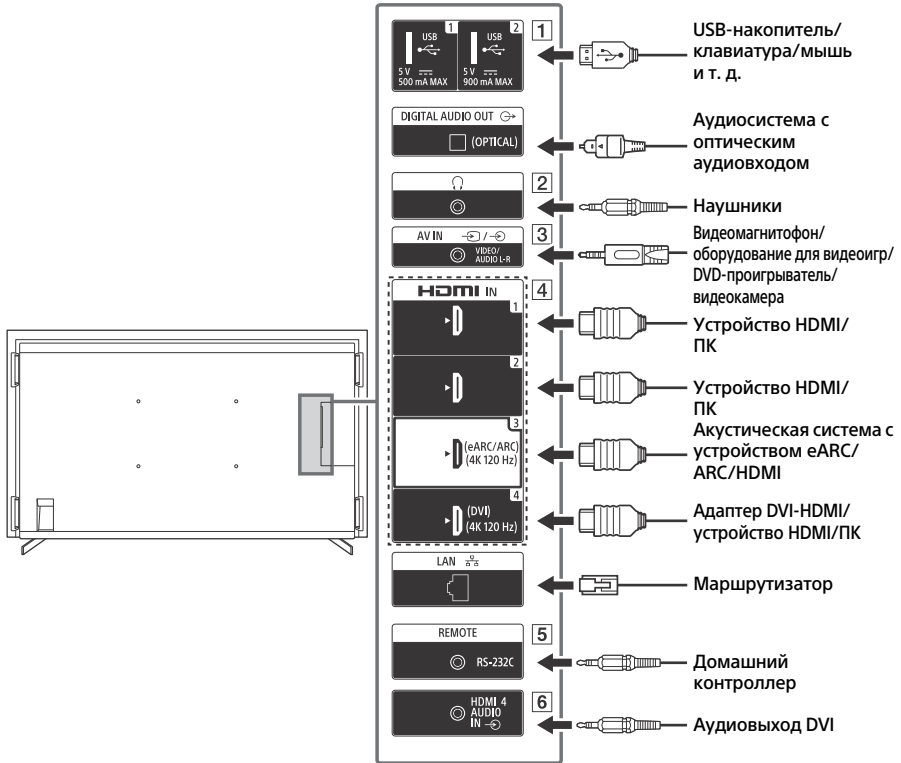 1
USB
5 V
500 mA MAX
2
USB
5 V
900 mA MAX
1
USB-накопитель/
клавиатура/мышь
и т. д.
DIGITAL AUDIO OUT
(OPTICAL)
Аудиосистема с
оптическим
аудиовходом
2
Наушники
AV IN
VIDEO/
AUDIO L-R
3
Видеомагнитофон/
оборудование для видеоигр/
DVD-проигрыватель/
видеокамера
HDMI IN
4
1
Устройство HDMI/
ПК
2
Устройство HDMI/
ПК
3
(eARC/ARC)
(4K 120 Hz)
Акустическая система с
устройством eARC/
ARC/HDMI
4
(DVI)
(4K 120 Hz)
Адаптер DVI-HDMI/
устройство HDMI/ПК
LAN
Маршрутизатор
REMOTE
RS-232C
5
Домашний
контроллер
HDMI 4
AUDIO
IN
6
Аудиовыход DVI